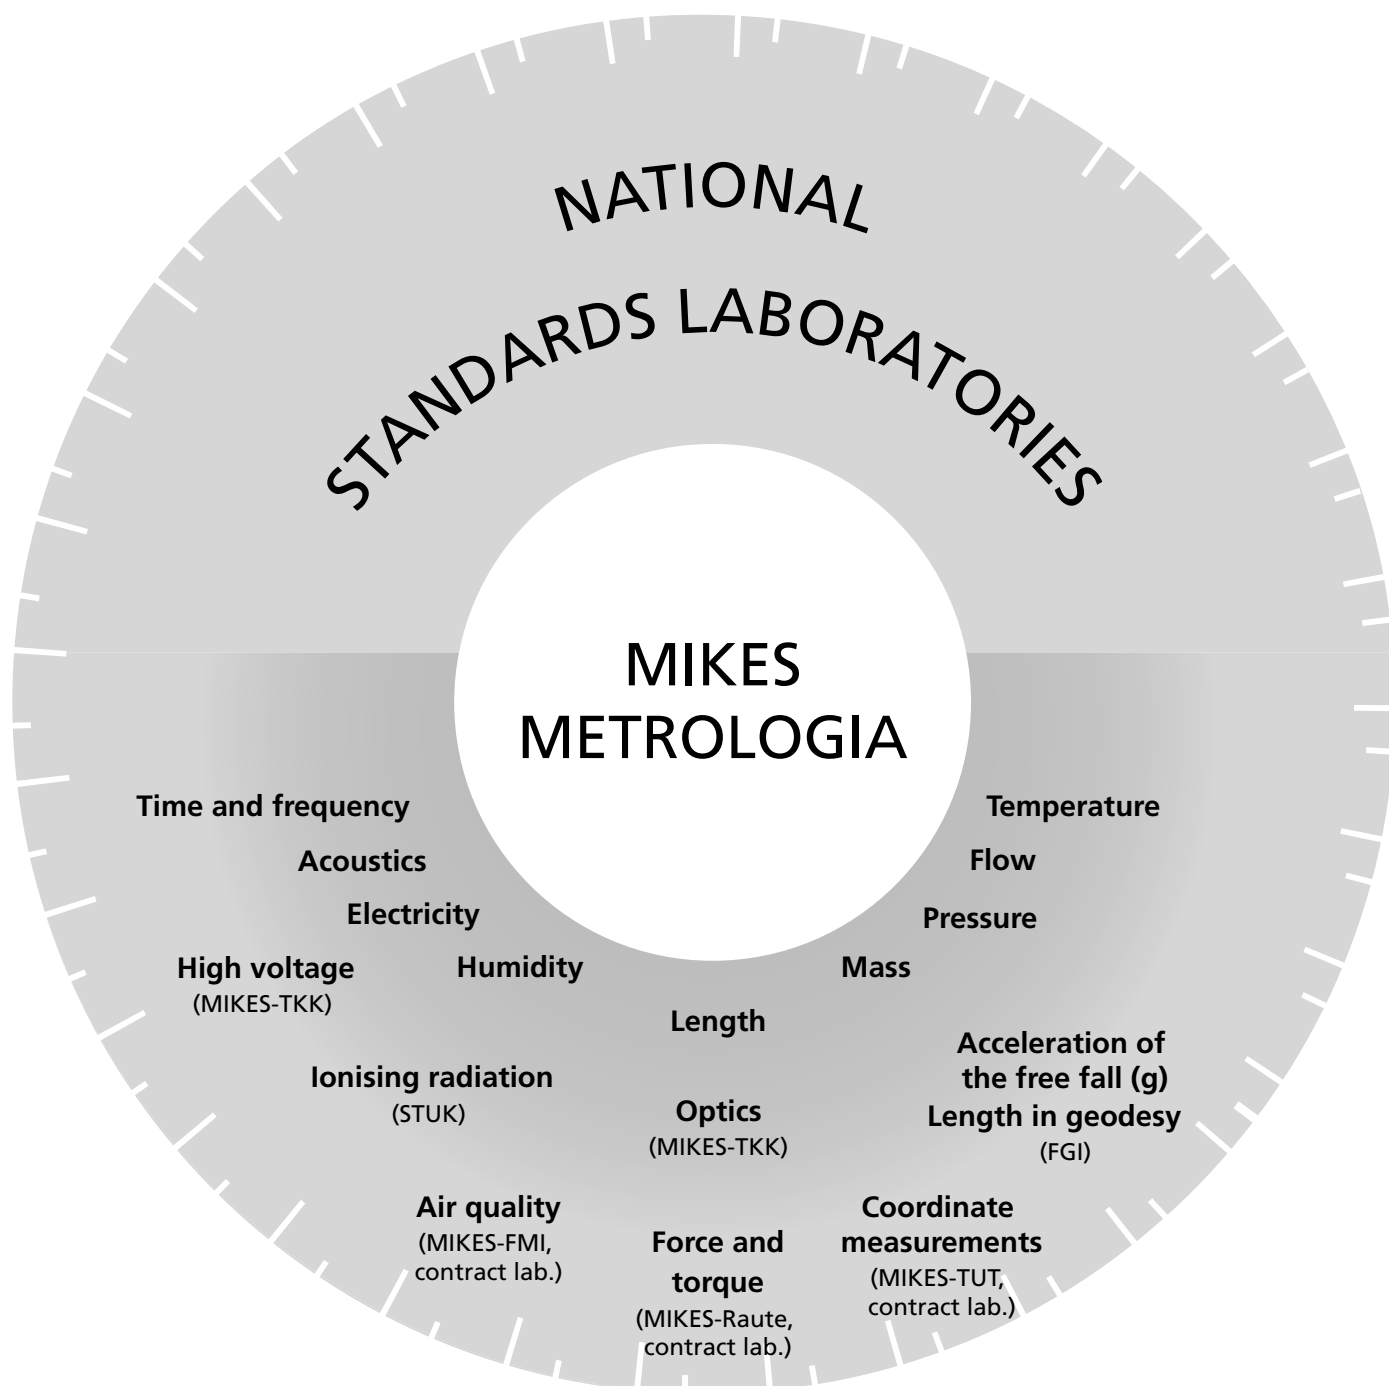 NATIONAL
STANDARDS LABORATORIES
MIKES
METROLOGIA
Time and frequency
Temperature
Acoustics
Flow
Electricity
Pressure
High voltage
(MIKES-TKK)
Humidity
Mass
Length
Ionising radiation
(STUK)
Optics
(MIKES-TKK)
Acceleration of
the free fall (g)
Length in geodesy
(FGI)
Air quality
(MIKES-FMI,
contract lab.)
Force and
torque
(MIKES-Raute,
contract lab.)
Coordinate
measurements
(MIKES-TUT,
contract lab.)